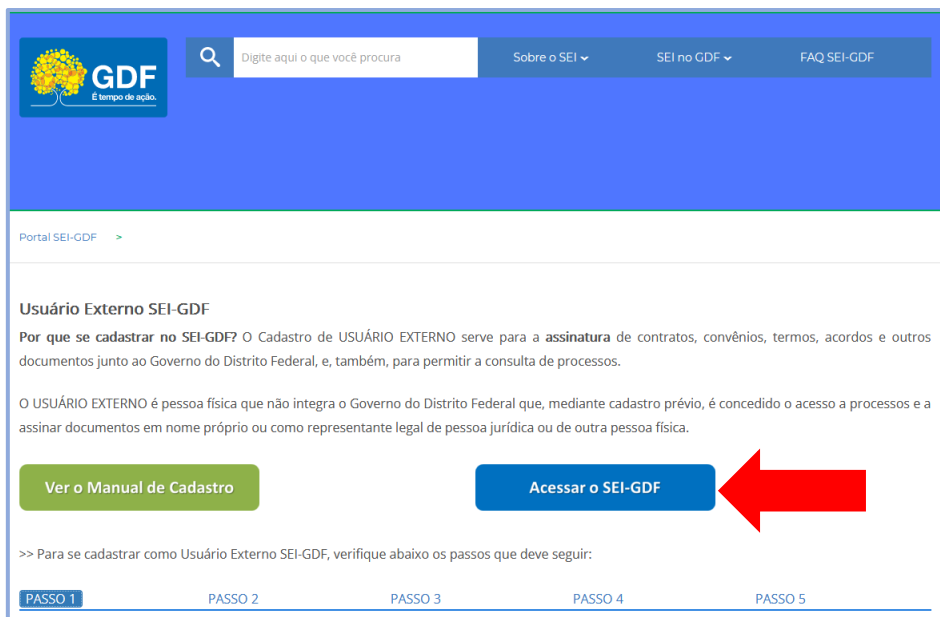 GDF
É tempo de ação.
Digite aqui o que você procura
Sobre o SEI
SEI no GDF
FAQ SEI-GDF
Portal SEI-GDF >
Usuário Externo SEI-GDF
Por que se cadastrar no SEI-GDF? O Cadastro de USUÁRIO EXTERNO serve para a assinatura de contratos, convênios, termos, acordos e outros
documentos junto ao Governo do Distrito Federal, e, também, para permitir a consulta de processos.
O USUÁRIO EXTERNO é pessoa física que não integra o Governo do Distrito Federal que, mediante cadastro prévio, é concedido o acesso a processos e a
assinar documentos em nome próprio ou como representante legal de pessoa jurídica ou de outra pessoa física.
Ver o Manual de Cadastro
Acessar o SEI-GDF
>> Para se cadastrar como Usuário Externo SEI-GDF, verifique abaixo os passos que deve seguir:
PASSO 1 PASSO 2 PASSO 3 PASSO 4 PASSO 5